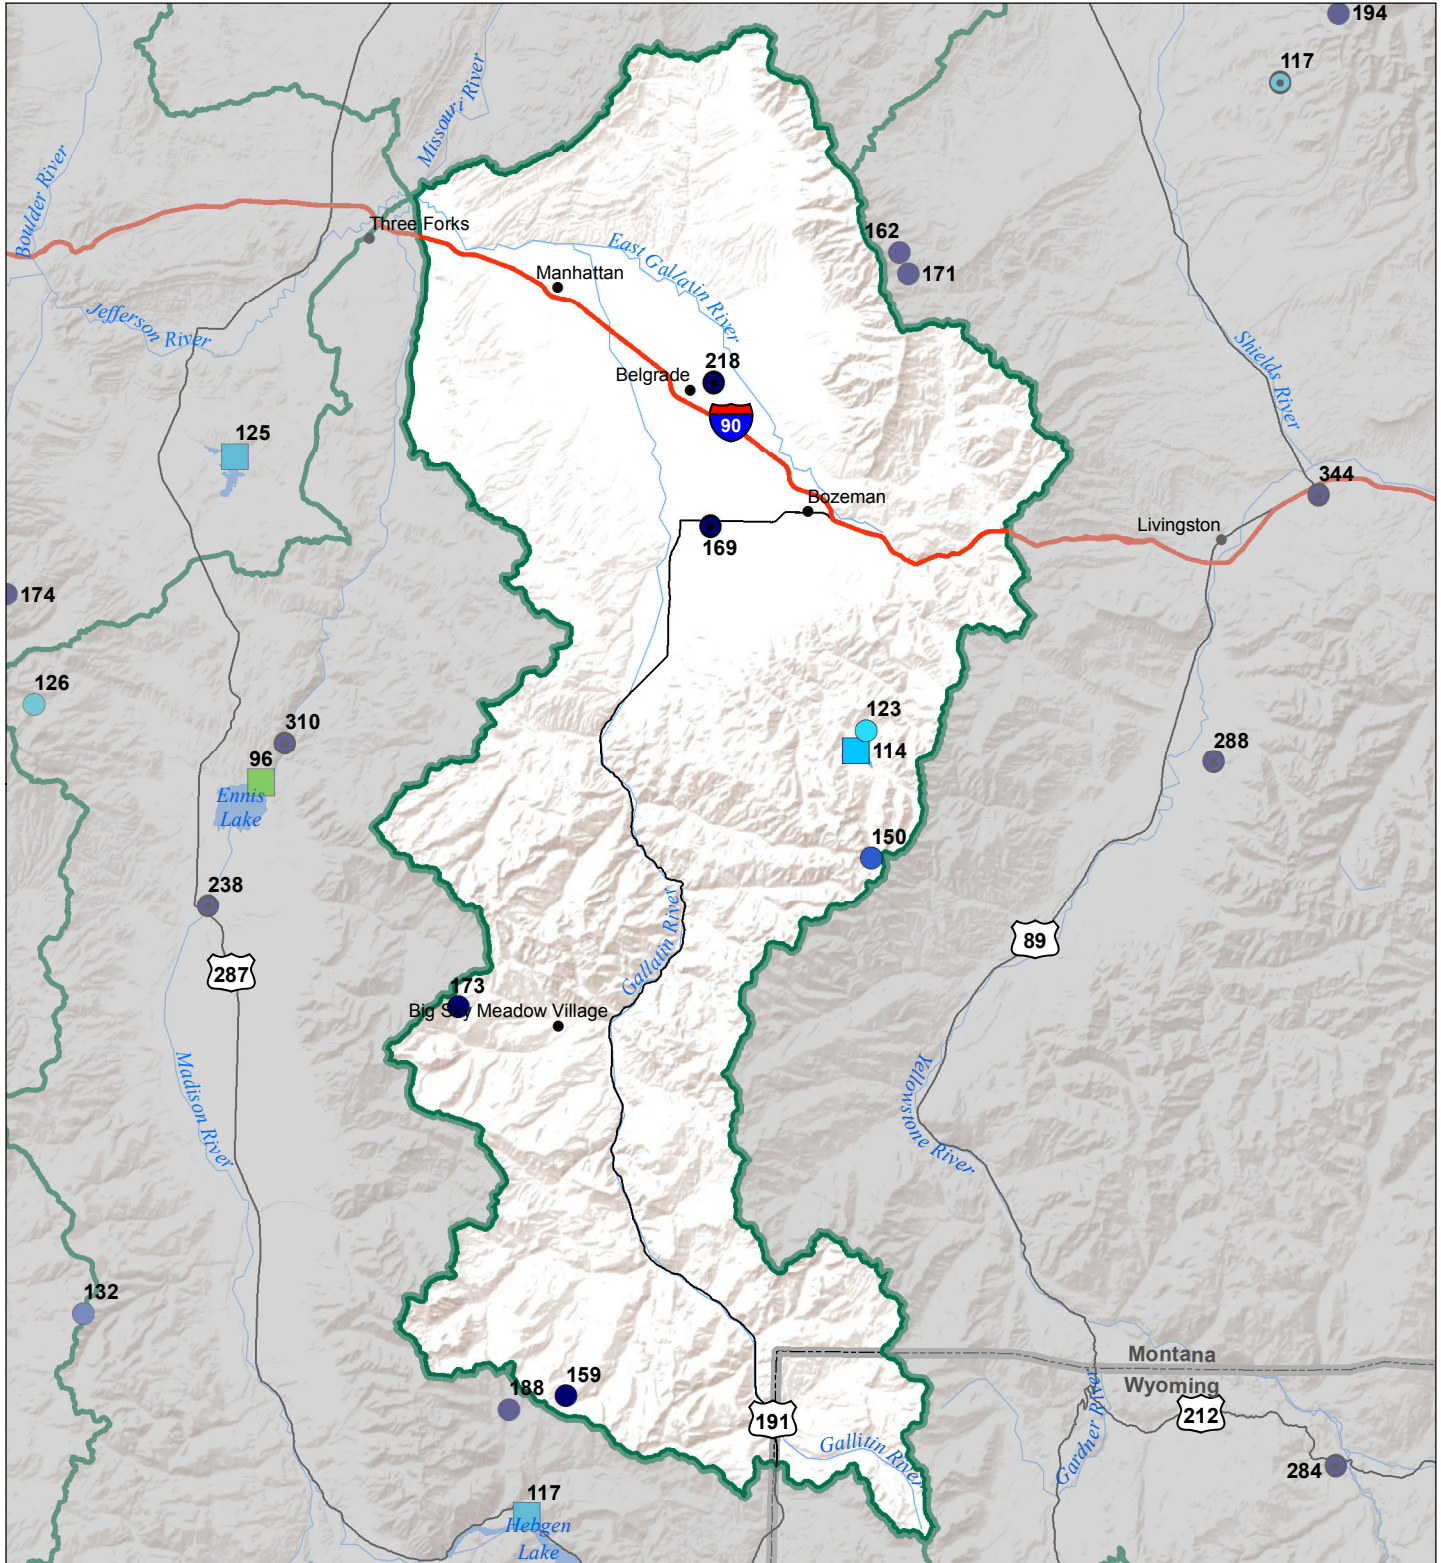 194
117
Missouri River
Boulder River
Three Forks
162
171
East Gallatin River
Manhattan
Jefferson River
Shields River
218
Belgrade
90
125
344
Bozeman
Livingston
169
174
126
123
310
114
96
288
Ennis
Lake
150
238
Gallatin River
89
287
173
Big Sky Meadow Village
Madison River
Yellowstone River
132
Montana
Wyoming
188
159
191
212
Gardner River
Gallitin River
284
117
Hebgen
Lake